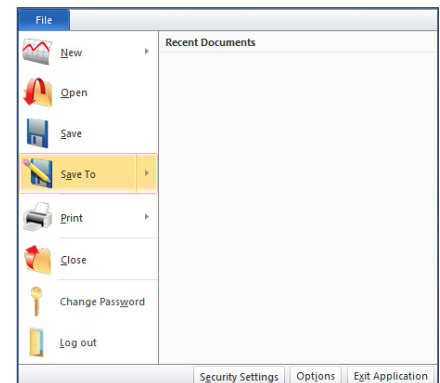 File
New
Recent Documents
Open
Save
Save To
Print
Close
Change Password
Log out
Security Settings
Options
Exit Application